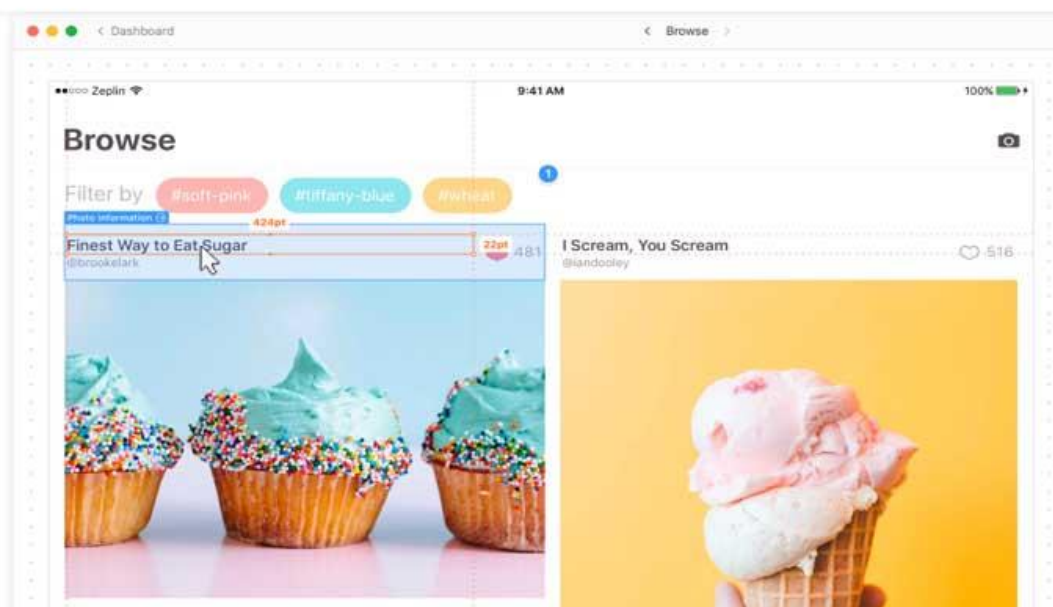 < Dashboard
< Browse >
Zeplin
9:41 AM
100%
Browse
1
Filter by #soft-pink #tiffany-blue #wheat
Photo Information
424pt
Finest Way to Eat Sugar
22pt
481
@brookelark
I Scream, You Scream
516
@iandooley